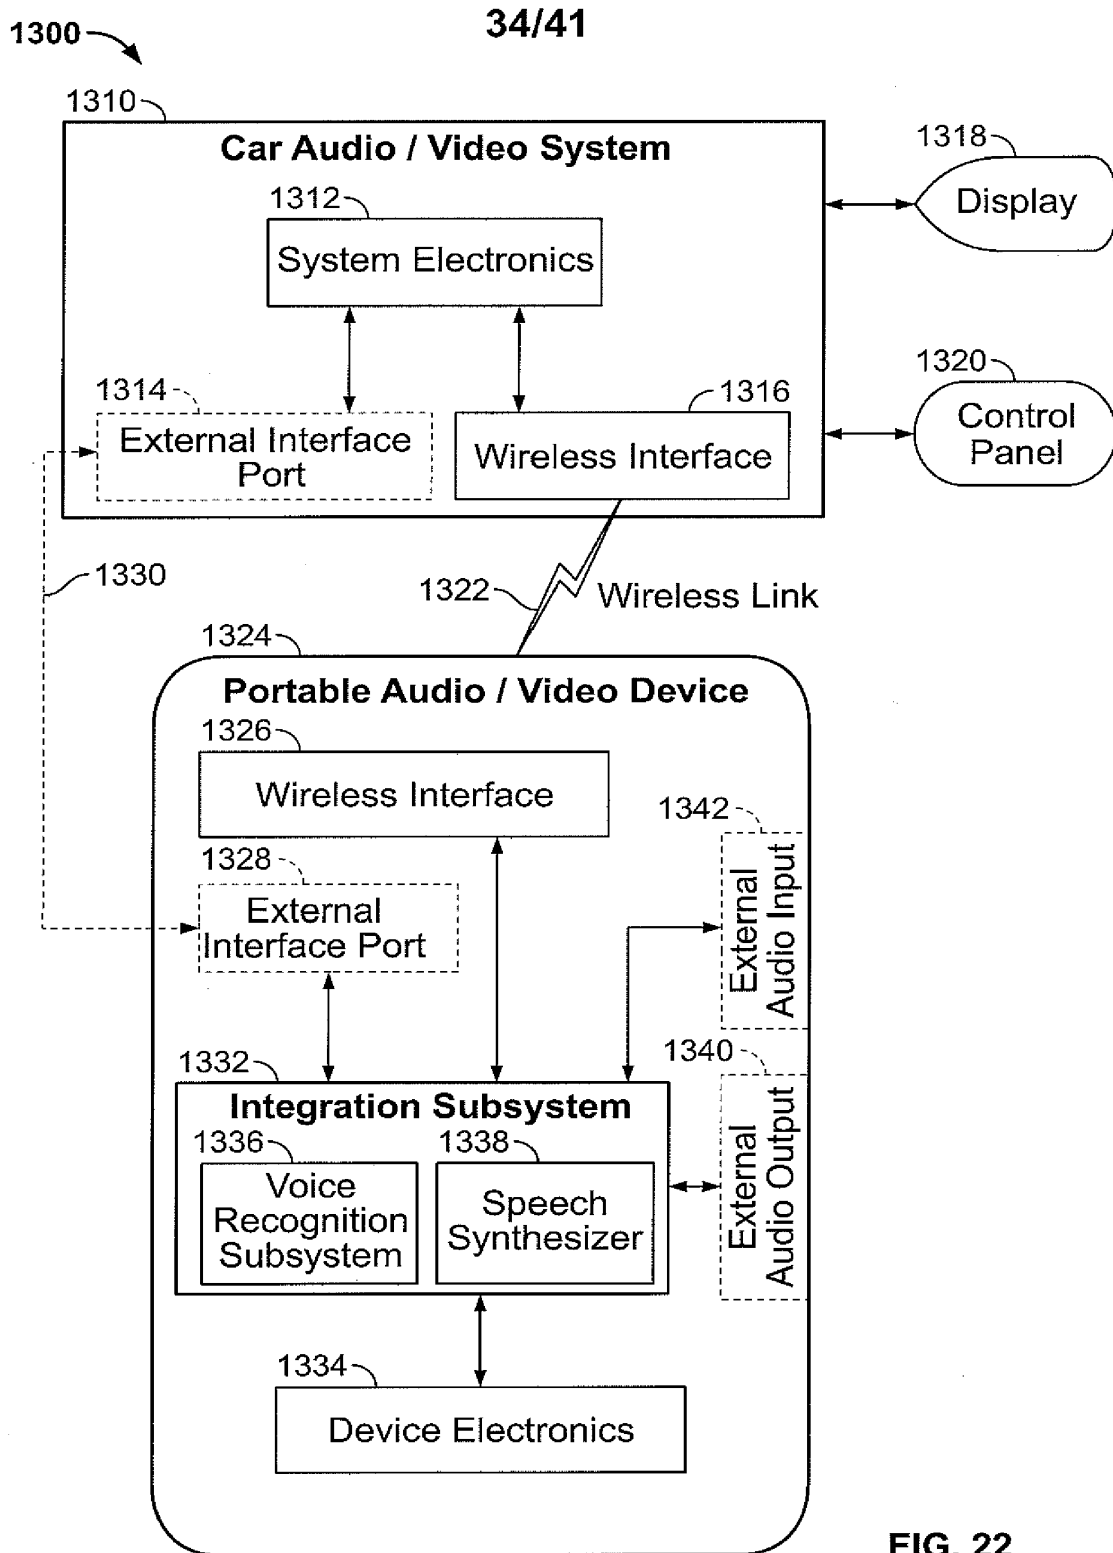 34/41
1300
1310
Car Audio / Video System
1318
Display
1312
System Electronics
1320
Control
Panel
1314
External Interface
Port
1316
Wireless Interface
1330
1322
Wireless Link
1324
Portable Audio / Video Device
1326
Wireless Interface
1342
External
Audio Input
1328
External
Interface Port
1332
Integration Subsystem
1340
External
Audio Output
1336
Voice
Recognition
Subsystem
1338
Speech
Synthesizer
1334
Device Electronics
FIG. 22